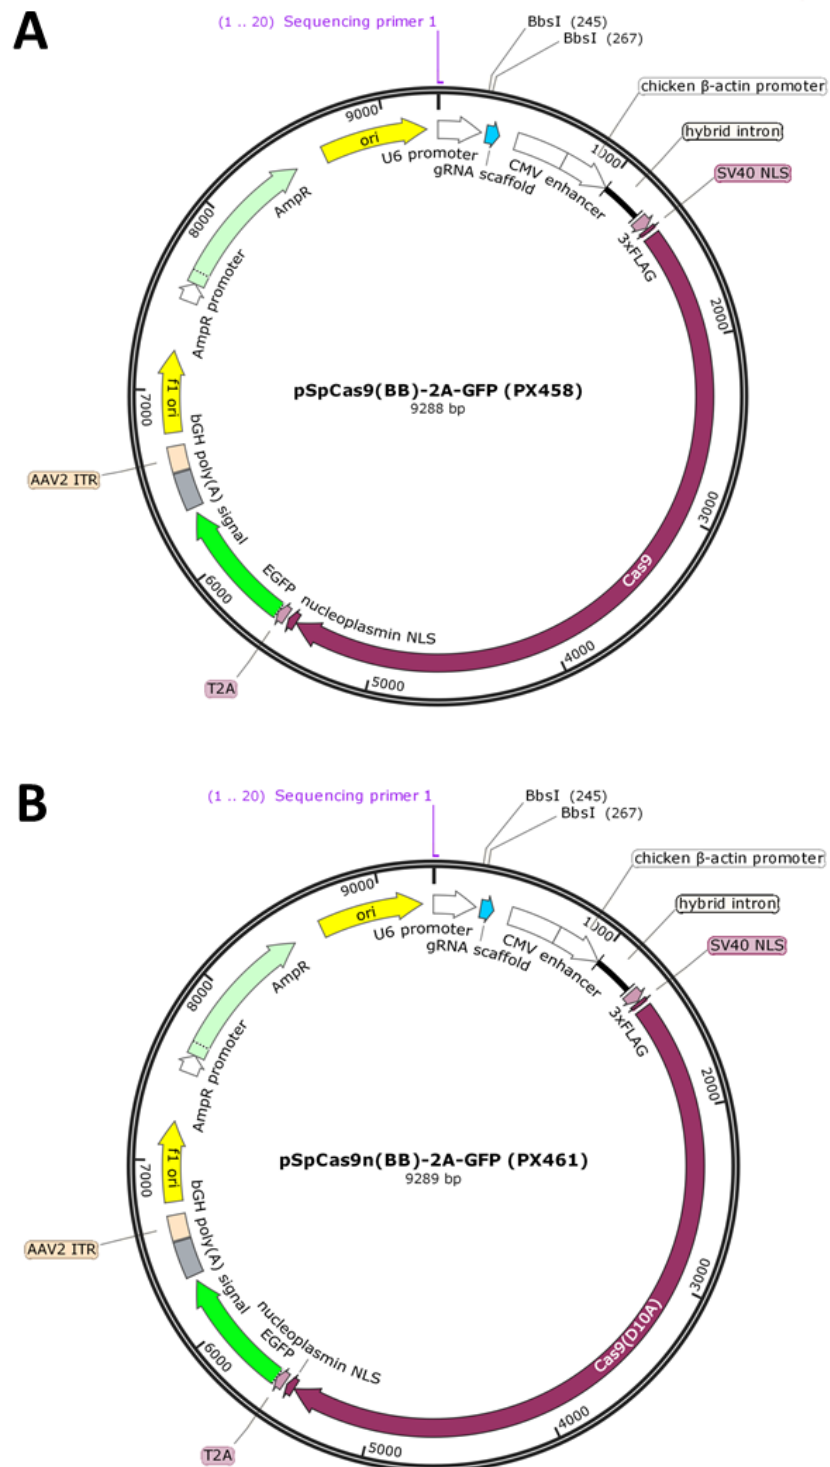 A
(1 .. 20) Sequencing primer 1
BbsI (245)
BbsI (267)
chicken β-actin promoter
hybrid intron
SV40 NLS
9000
1000
ori
U6 promoter
gRNA scaffold
CMV enhancer
3xFLAG
AmpR
8000
AmpR promoter
2000
pSpCas9(BB)-2A-GFP (PX458)
9288 bp
7000
f1 ori
bGH poly(A) signal
AAV2 ITR
3000
Cas9
6000
EGFP
nucleoplasmin NLS
T2A
5000
4000
B
(1 .. 20) Sequencing primer 1
BbsI (245)
BbsI (267)
chicken β-actin promoter
hybrid intron
SV40 NLS
9000
1000
ori
U6 promoter
gRNA scaffold
CMV enhancer
3xFLAG
AmpR
8000
AmpR promoter
2000
pSpCas9n(BB)-2A-GFP (PX461)
9289 bp
7000
f1 ori
bGH poly(A) signal
AAV2 ITR
3000
Cas9(D10A)
6000
EGFP
nucleoplasmin NLS
T2A
5000
4000